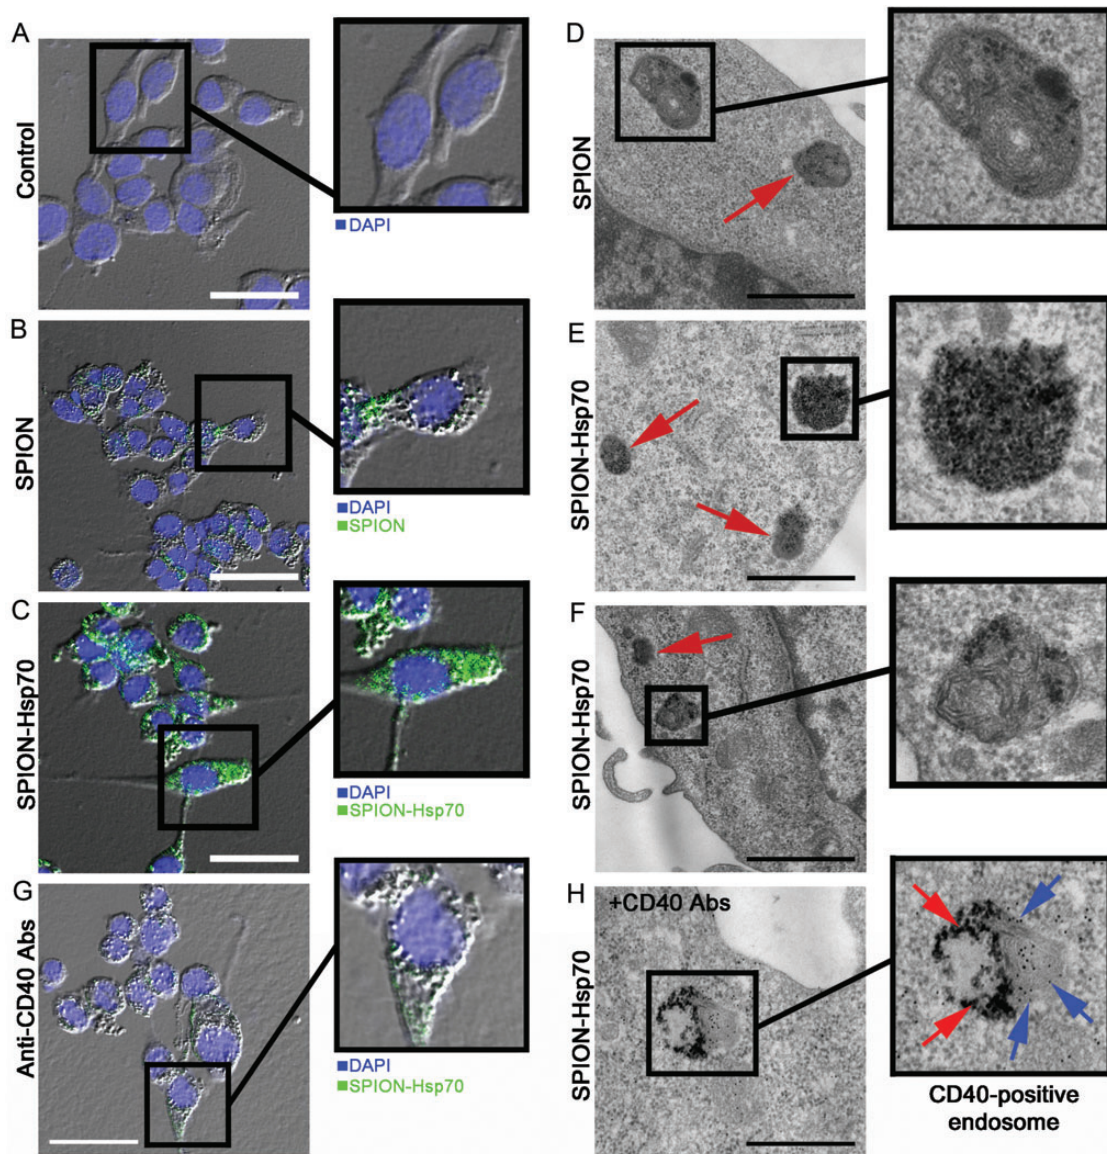 A
Control
DAPI
B
SPION
DAPI
SPION
C
SPION-Hsp70
DAPI
SPION-Hsp70
G
Anti-CD40 Abs
DAPI
SPION-Hsp70
D
SPION
E
SPION-Hsp70
F
SPION-Hsp70
H
+CD40 Abs
SPION-Hsp70
CD40-positive
endosome